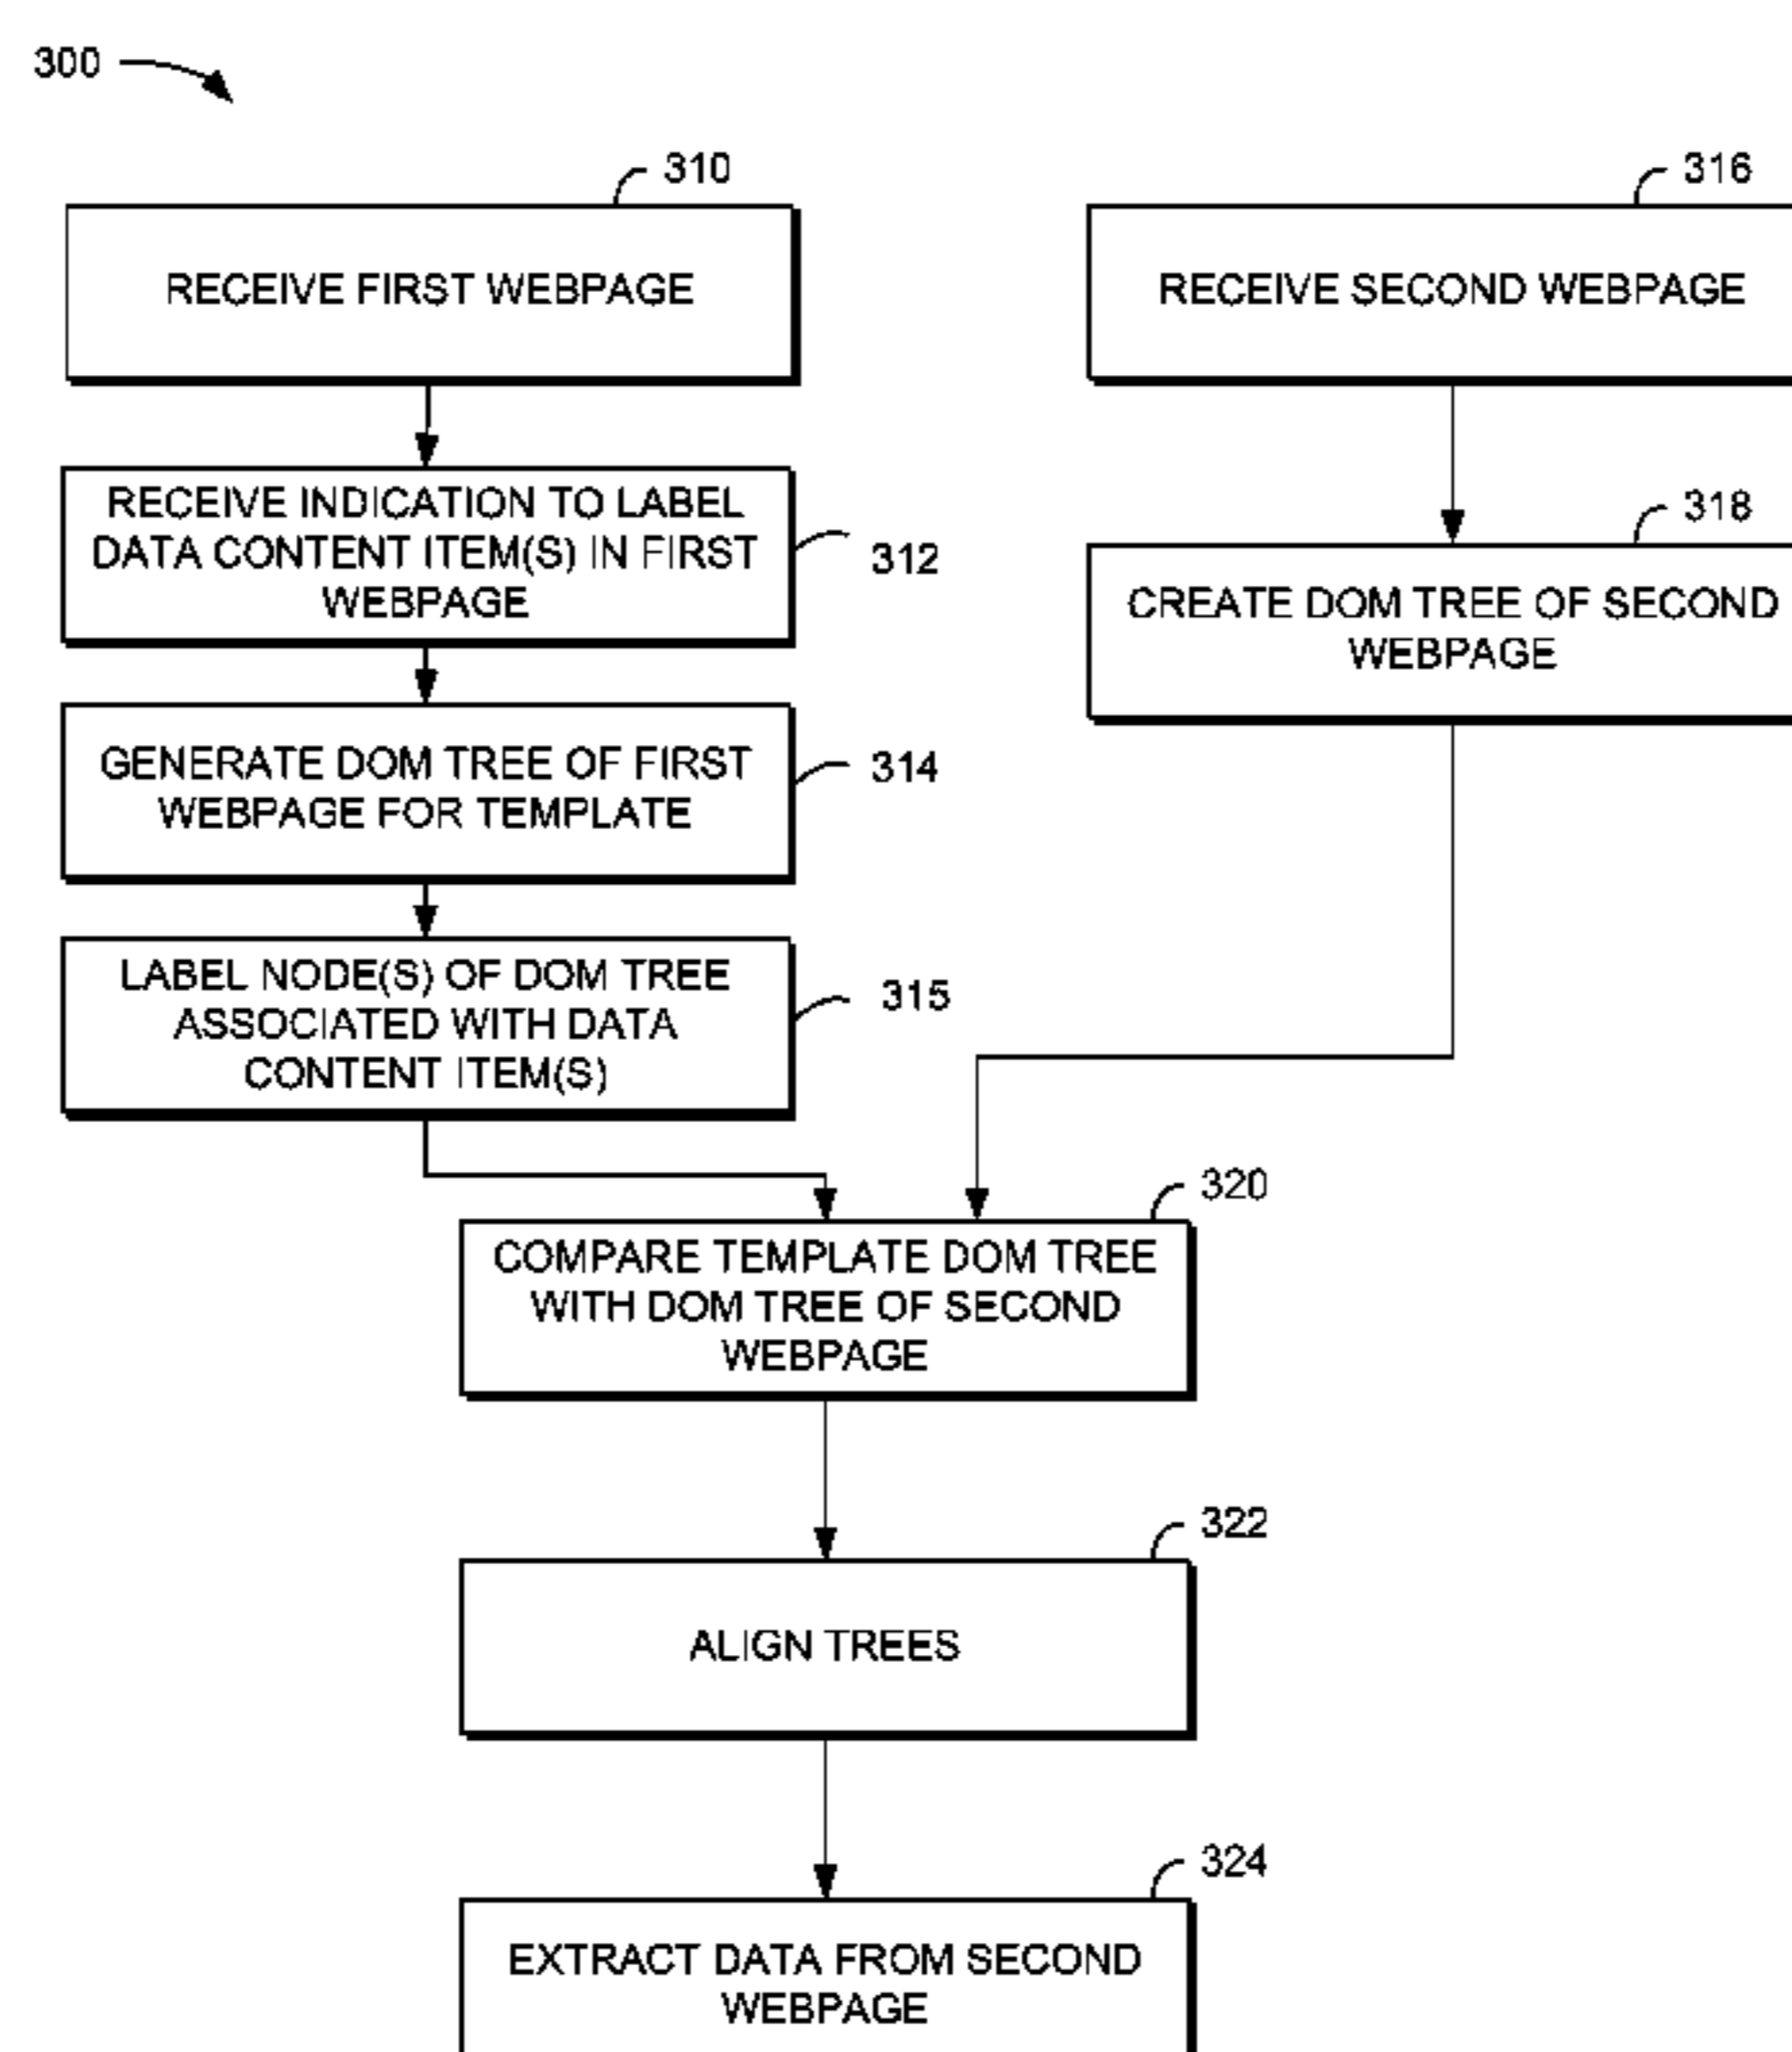 300
310
RECEIVE FIRST WEBPAGE
312
RECEIVE INDICATION TO LABEL
DATA CONTENT ITEM(S) IN FIRST
WEBPAGE
314
GENERATE DOM TREE OF FIRST
WEBPAGE FOR TEMPLATE
315
LABEL NODE(S) OF DOM TREE
ASSOCIATED WITH DATA
CONTENT ITEM(S)
316
RECEIVE SECOND WEBPAGE
318
CREATE DOM TREE OF SECOND
WEBPAGE
320
COMPARE TEMPLATE DOM TREE
WITH DOM TREE OF SECOND
WEBPAGE
322
ALIGN TREES
324
EXTRACT DATA FROM SECOND
WEBPAGE